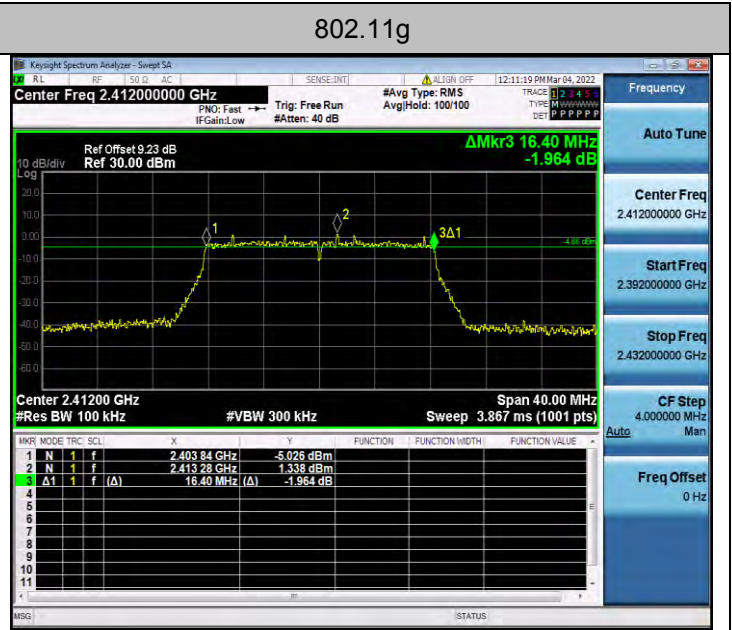 802.11g
Keysight Spectrum Analyzer - Swept SA
LXI RL RF 50 Ω AC SENSE:INT ALIGN OFF 12:11:19 PM Mar 04, 2022
Center Freq 2.412000000 GHz
PNO: Fast
IFGain:Low
Trig: Free Run
#Atten: 40 dB
#Avg Type: RMS
Avg|Hold: 100/100
TRACE 1 2 3 4 5 6
TYPE M WWWWW
DET P P P P P P
Frequency
Auto Tune
Center Freq
2.412000000 GHz
Start Freq
2.392000000 GHz
Stop Freq
2.432000000 GHz
CF Step
4.000000 MHz
Auto Man
Freq Offset
0 Hz
Ref Offset 9.23 dB
10 dB/div Ref 30.00 dBm
Log
ΔMkr3 16.40 MHz
-1.964 dB
20.0
10.0
0.00
-10.0
-20.0
-30.0
-40.0
-50.0
-60.0
1
2
3Δ1
-4.66 dBm
Center 2.41200 GHz Span 40.00 MHz
#Res BW 100 kHz #VBW 300 kHz Sweep 3.867 ms (1001 pts)
MKR MODE TRC SCL X Y FUNCTION FUNCTION WIDTH FUNCTION VALUE
1 N 1 f 2.403 84 GHz -5.026 dBm
2 N 1 f 2.413 28 GHz 1.338 dBm
3 Δ1 1 f (Δ) 16.40 MHz (Δ) -1.964 dB
4
5
6
7
8
9
10
11
MSG STATUS